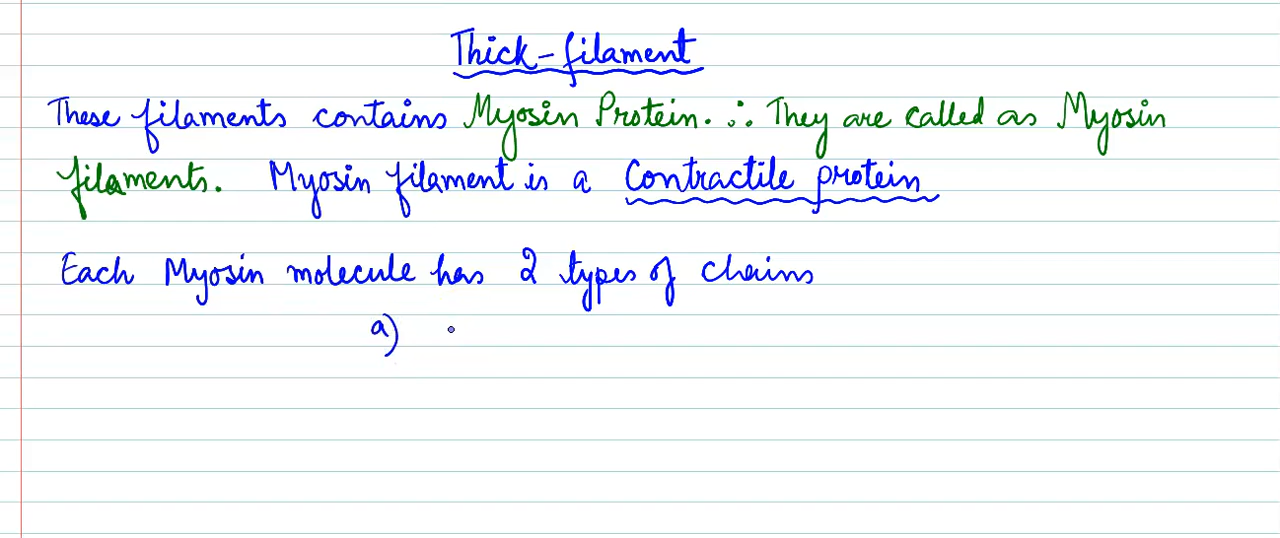 Thick-filament
These filaments contains Myosin Protein. ∴ They are called as Myosin
filaments. Myosin filament is a Contractile protein
Each Myosin molecule has 2 types of chains
a)